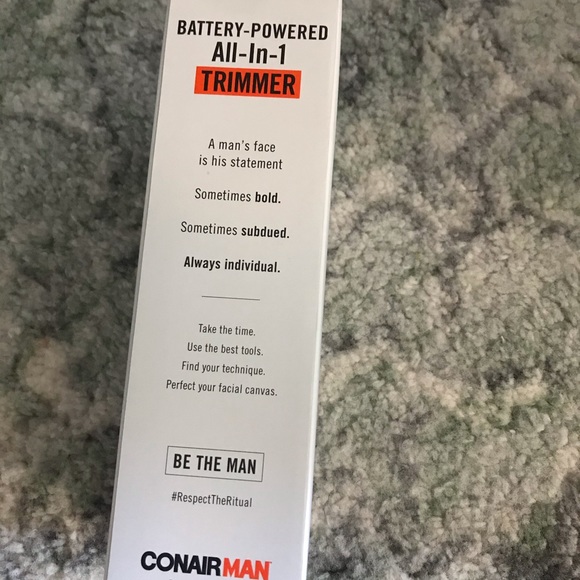 BATTERY-POWERED
All-In-1
TRIMMER
A man's face
is his statement
Sometimes bold.
Sometimes subdued.
Always individual.
Take the time.
Use the best tools.
Find your technique.
Perfect your facial canvas.
BE THE MAN
#RespectTheRitual
CONAIRMAN